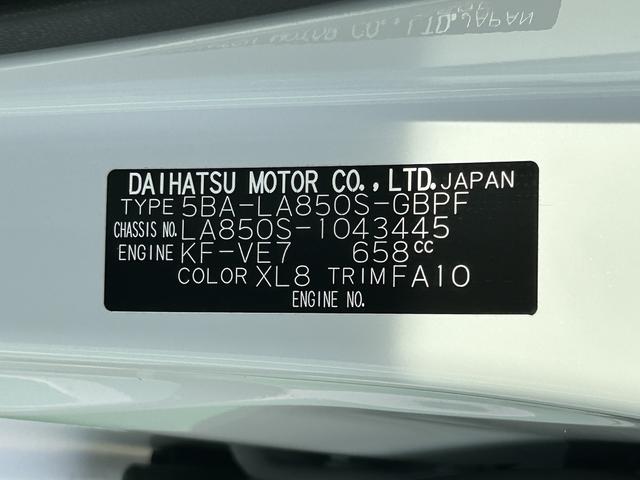 DAIHATSU MOTOR CO., LTD. JAPAN
TYPE 5BA-LA850S-GBPF
CHASSIS NO. LA850S-1043445
ENGINE KF-VE7 658cc
COLOR XL8 TRIM FA10
ENGINE NO.